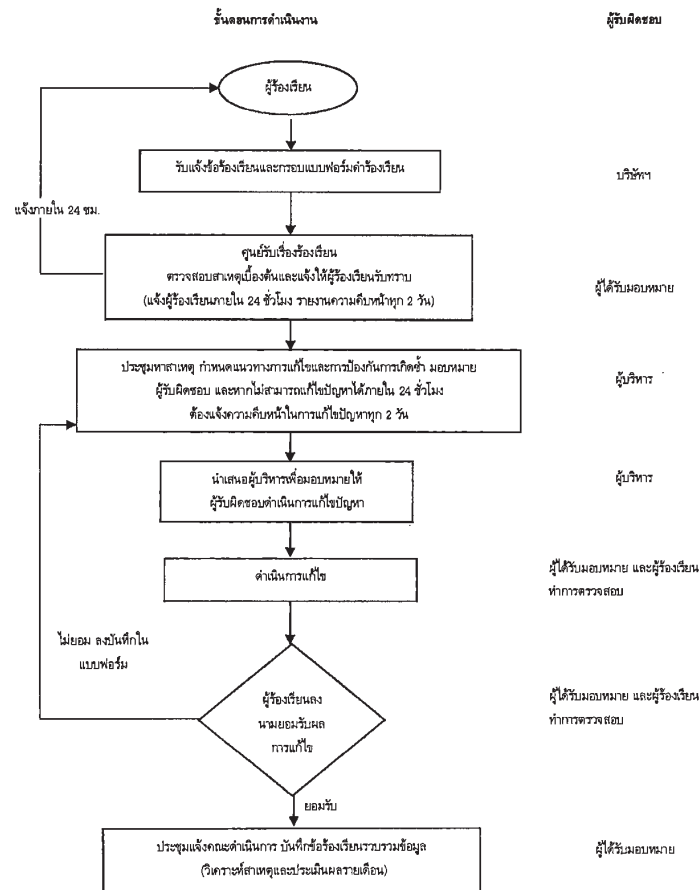 ขั้นตอนการดำเนินงาน
ผู้รับผิดชอบ
ผู้ร้องเรียน
รับแจ้งข้อร้องเรียนและกรอบแบบฟอร์มคำร้องเรียน
บริษัทฯ
แจ้งภายใน 24 ชม.
ศูนย์รับเรื่องร้องเรียน
ตรวจสอบสาเหตุเบื้องต้นและแจ้งให้ผู้ร้องเรียนรับทราบ
(แจ้งผู้ร้องเรียนภายใน 24 ชั่วโมง รายงานความคืบหน้าทุก 2 วัน)
ผู้ได้รับมอบหมาย
ประชุมหาสาเหตุ กำหนดแนวทางการแก้ไขและการป้องกันการเกิดซ้ำ มอบหมาย
ผู้รับผิดชอบ และหากไม่สามารถแก้ไขปัญหาได้ภายใน 24 ชั่วโมง
ต้องแจ้งความคืบหน้าในการแก้ไขปัญหาทุก 2 วัน
ผู้บริหาร
นำเสนอผู้บริหารเพื่อมอบหมายให้
ผู้รับผิดชอบดำเนินการแก้ไขปัญหา
ผู้บริหาร
ดำเนินการแก้ไข
ผู้ได้รับมอบหมาย และผู้ร้องเรียน
ทำการตรวจสอบ
ไม่ยอม ลงบันทึกใน
แบบฟอร์ม
ผู้ร้องเรียนลง
นามยอมรับผล
การแก้ไข
ผู้ได้รับมอบหมาย และผู้ร้องเรียน
ทำการตรวจสอบ
ยอมรับ
ประชุมแจ้งคณะดำเนินการ บันทึกข้อร้องเรียนรวบรวมข้อมูล
(วิเคราะห์สาเหตุและประเมินผลรายเดือน)
ผู้ได้รับมอบหมาย